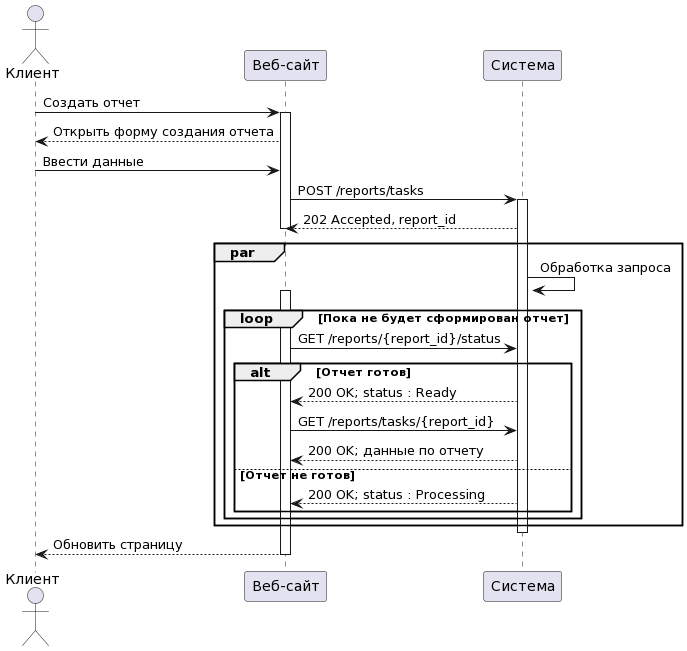 Клиент
Веб-сайт
Система
Создать отчет
Открыть форму создания отчета
Ввести данные
POST /reports/tasks
202 Accepted, report_id
par
Обработка запроса
loop
[Пока не будет сформирован отчет]
GET /reports/{report_id}/status
alt
[Отчет готов]
200 OK; status : Ready
GET /reports/tasks/{report_id}
200 OK; данные по отчету
[Отчет не готов]
200 OK; status : Processing
Обновить страницу
Клиент
Веб-сайт
Система